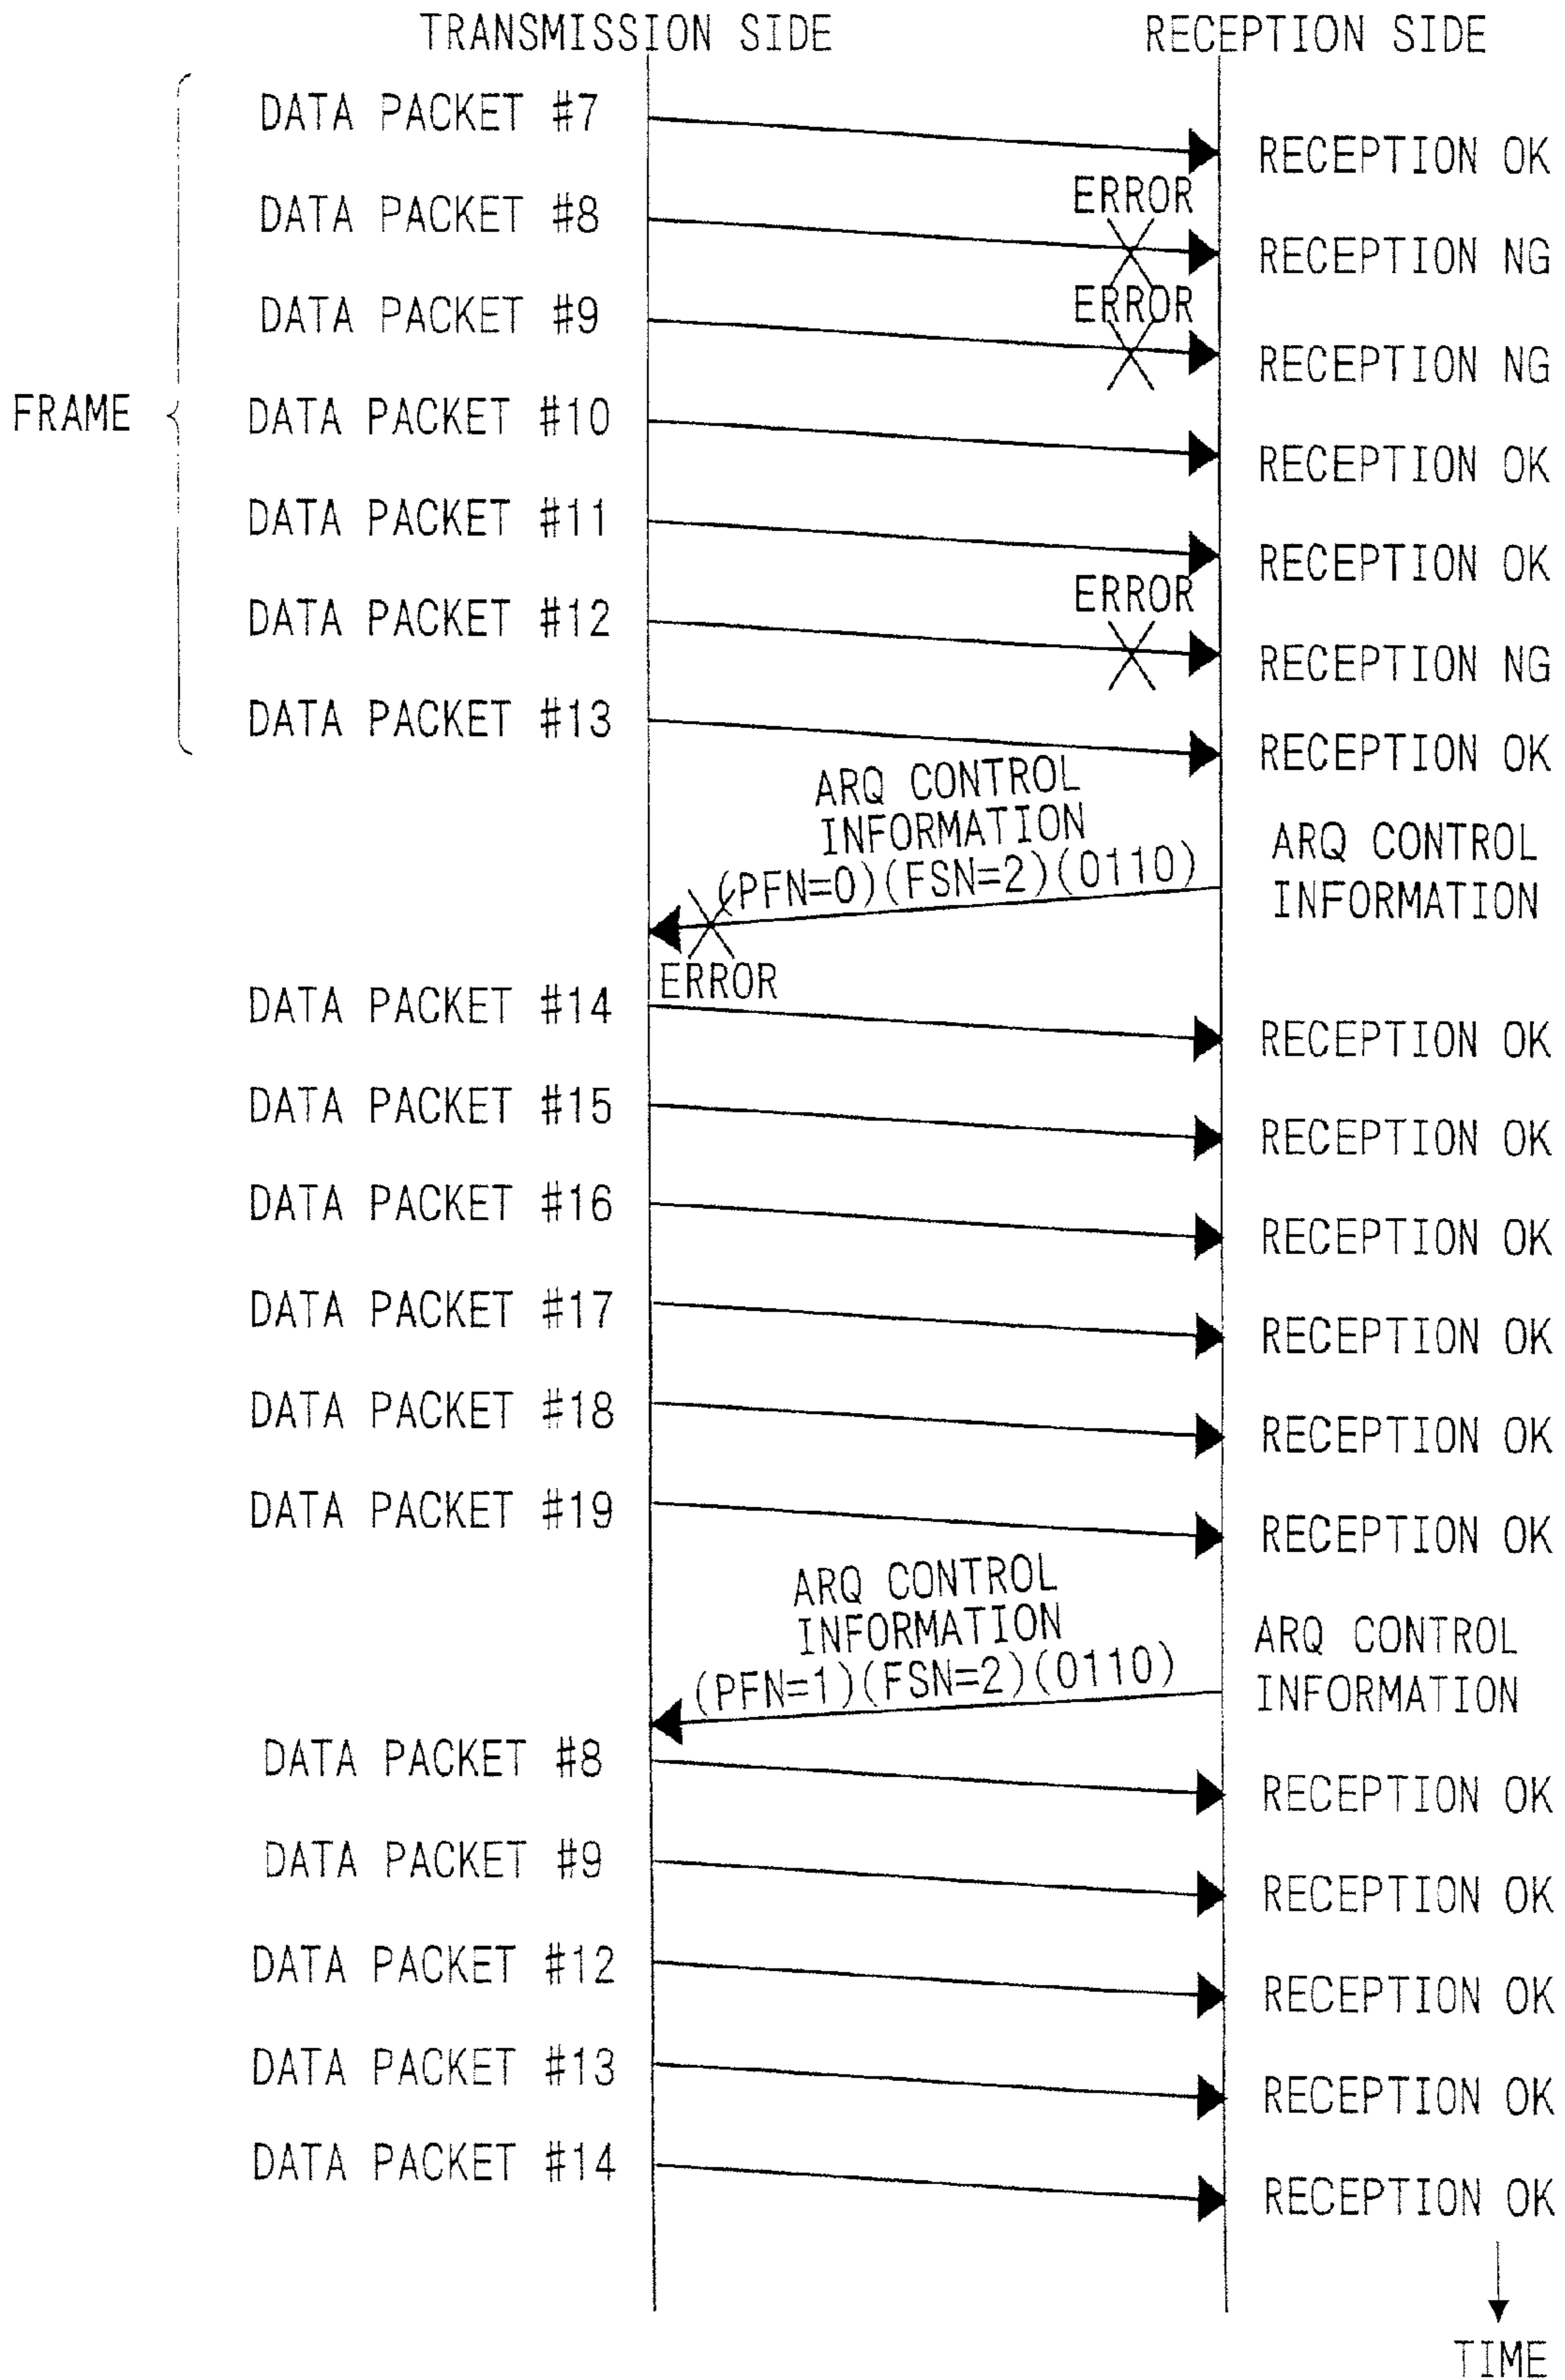 TRANSMISSION SIDE
RECEPTION SIDE
DATA PACKET #7
RECEPTION OK
ERROR
DATA PACKET #8
RECEPTION NG
ERROR
DATA PACKET #9
RECEPTION NG
FRAME
DATA PACKET #10
RECEPTION OK
DATA PACKET #11
RECEPTION OK
ERROR
DATA PACKET #12
RECEPTION NG
DATA PACKET #13
RECEPTION OK
ARQ CONTROL
INFORMATION
(PFN=0)(FSN=2)(0110)
ARQ CONTROL
INFORMATION
ERROR
DATA PACKET #14
RECEPTION OK
DATA PACKET #15
RECEPTION OK
DATA PACKET #16
RECEPTION OK
DATA PACKET #17
RECEPTION OK
DATA PACKET #18
RECEPTION OK
DATA PACKET #19
RECEPTION OK
ARQ CONTROL
INFORMATION
(PFN=1)(FSN=2)(0110)
ARQ CONTROL
INFORMATION
DATA PACKET #8
RECEPTION OK
DATA PACKET #9
RECEPTION OK
DATA PACKET #12
RECEPTION OK
DATA PACKET #13
RECEPTION OK
DATA PACKET #14
RECEPTION OK
TIME